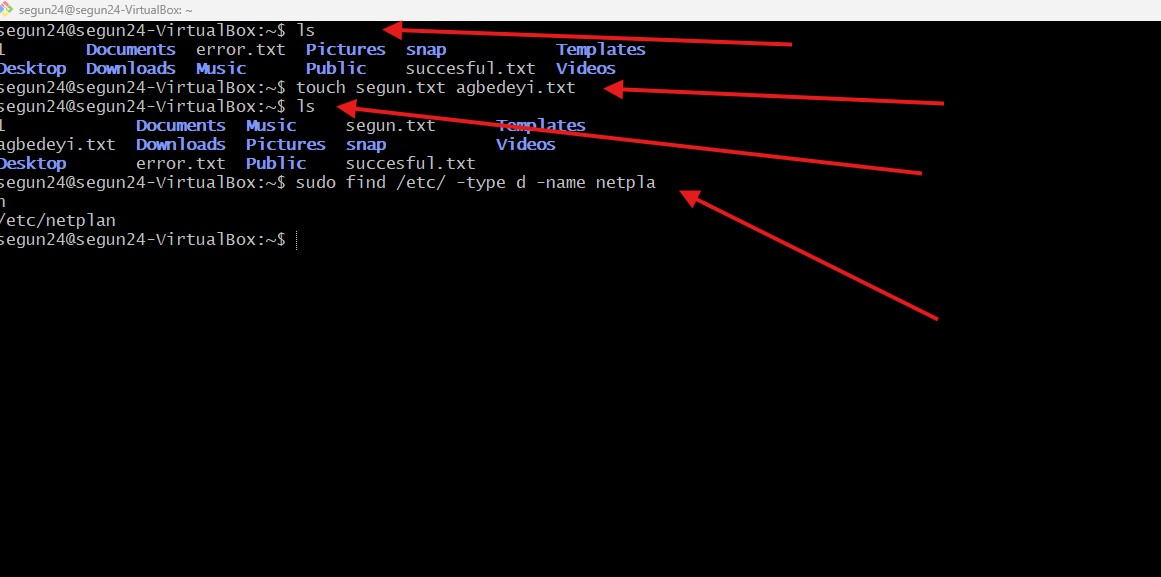 segun24@segun24-VirtualBox: ~
segun24@segun24-VirtualBox:~$ ls
1 Documents error.txt Pictures snap Templates
Desktop Downloads Music Public succesful.txt Videos
segun24@segun24-VirtualBox:~$ touch segun.txt agbedeyi.txt
segun24@segun24-VirtualBox:~$ ls
1 Documents Music segun.txt Templates
agbedeyi.txt Downloads Pictures snap Videos
Desktop error.txt Public succesful.txt
segun24@segun24-VirtualBox:~$ sudo find /etc/ -type d -name netpla
n
/etc/netplan
segun24@segun24-VirtualBox:~$